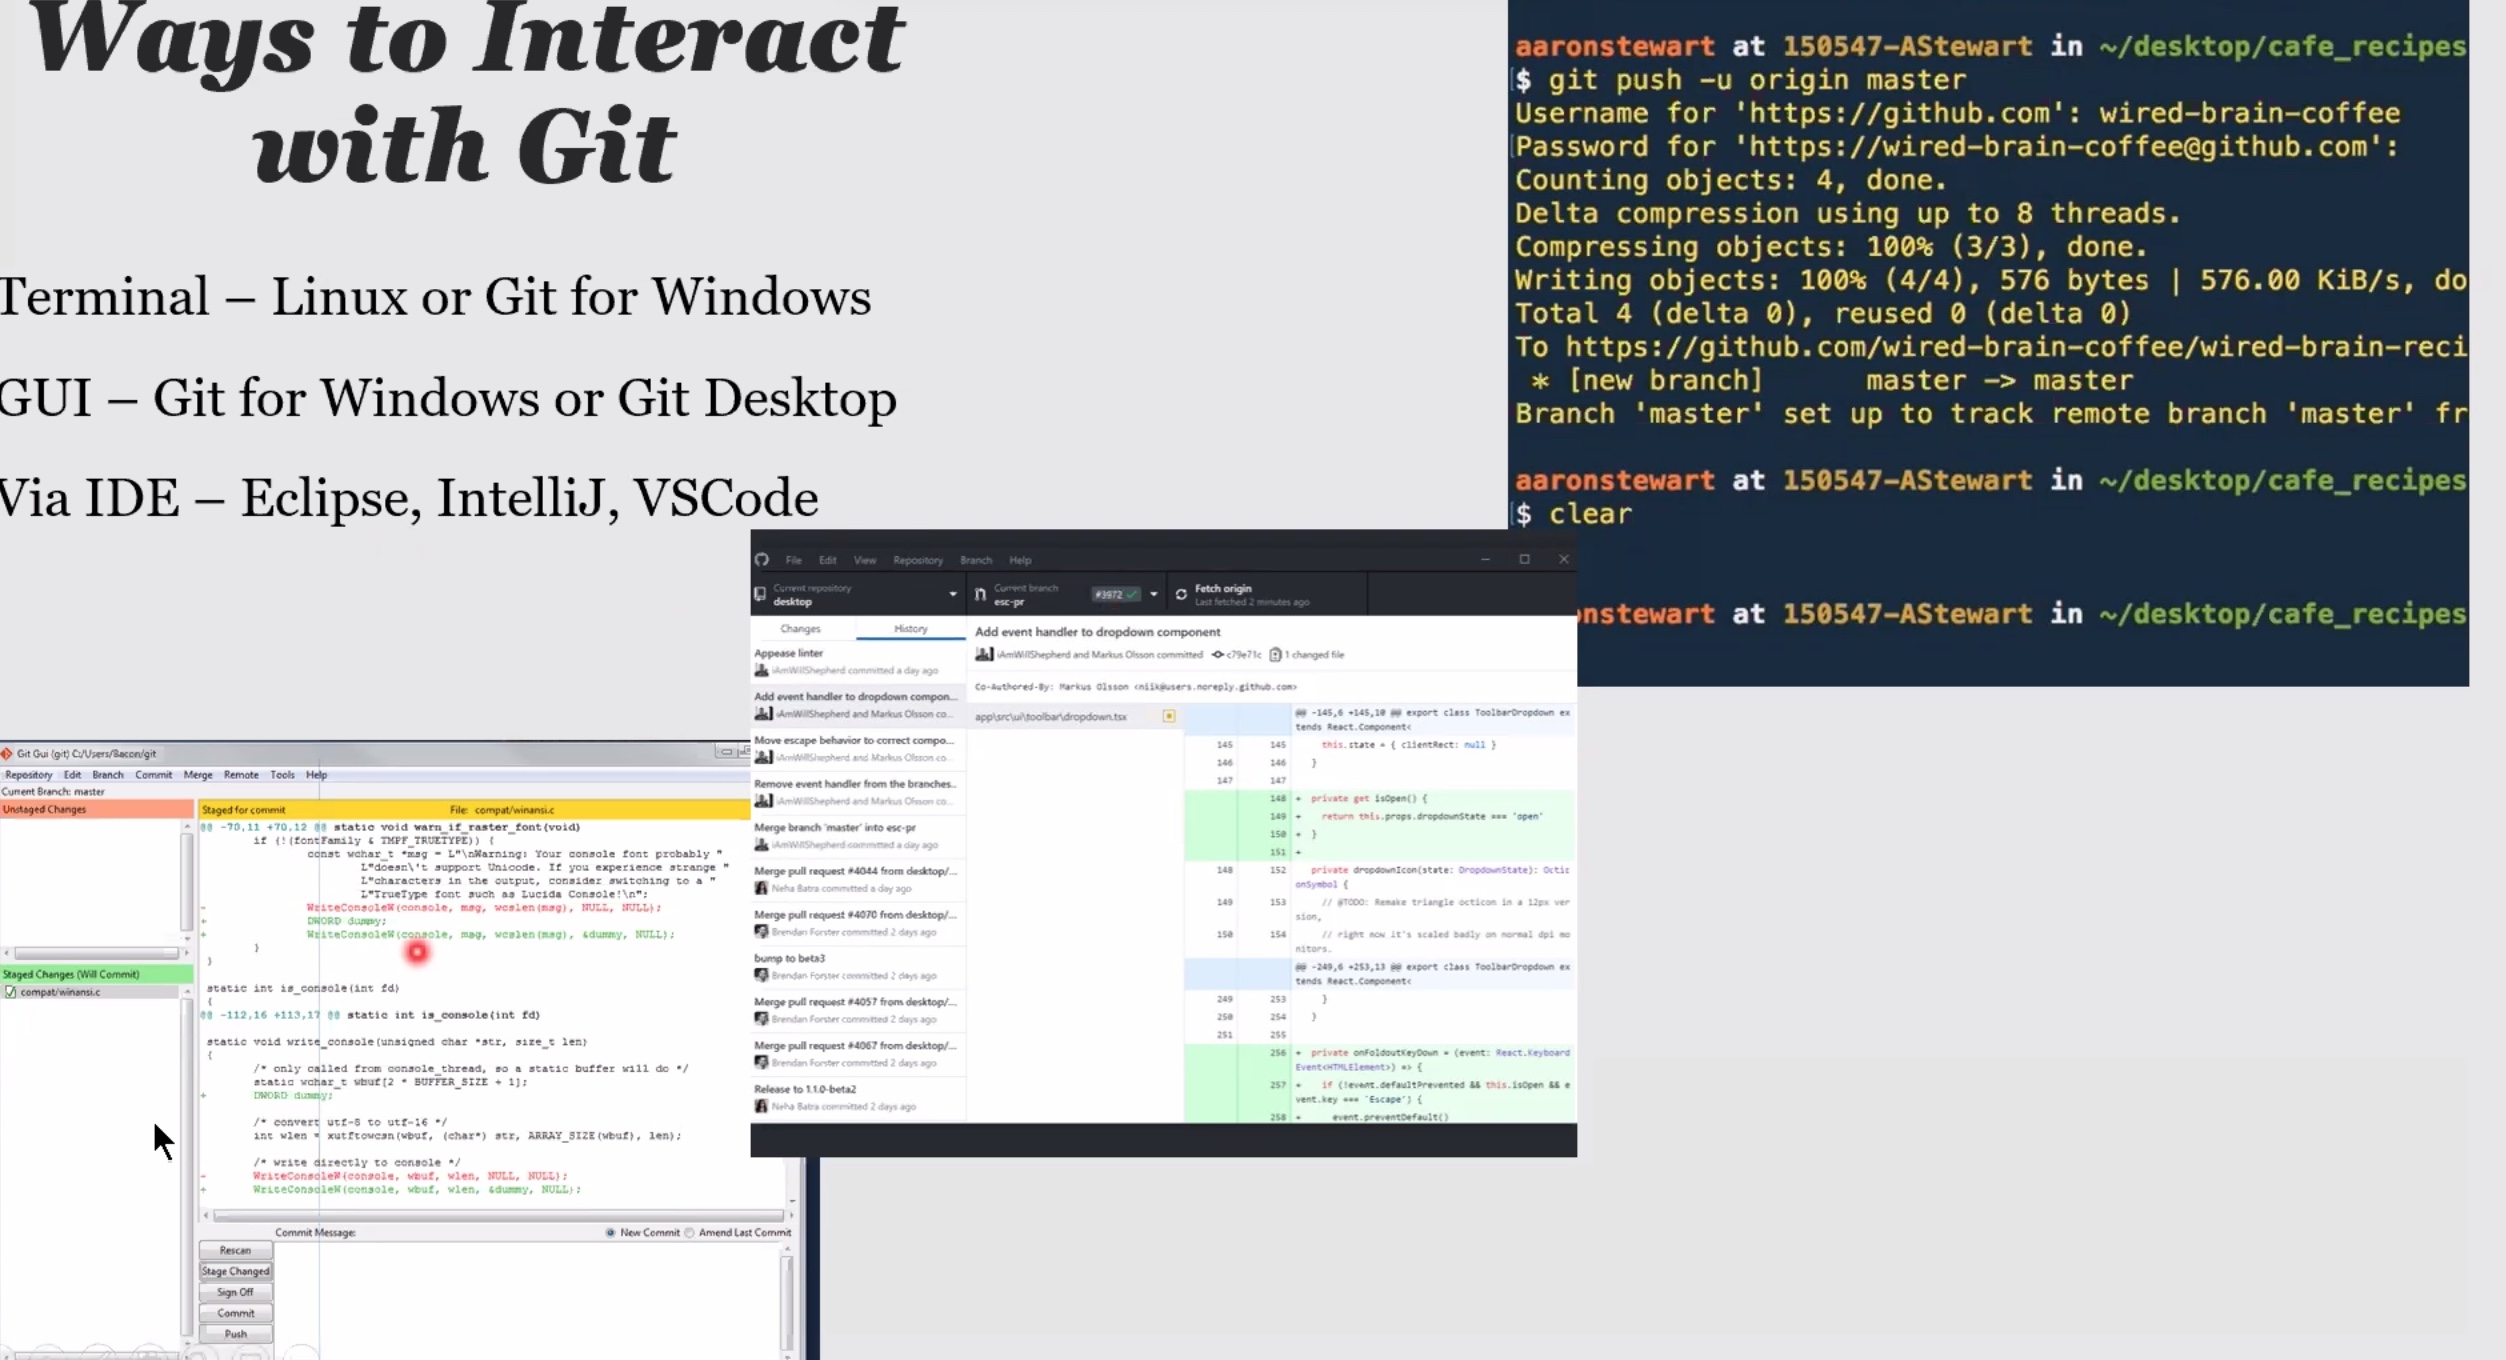 Ways to Interact
with Git
Terminal – Linux or Git for Windows
GUI – Git for Windows or Git Desktop
Via IDE – Eclipse, IntelliJ, VSCode
aaronstewart at 150547-AStewart in ~/desktop/cafe_recipes
$ git push -u origin master
Username for 'https://github.com': wired-brain-coffee
Password for 'https://wired-brain-coffee@github.com':
Counting objects: 4, done.
Delta compression using up to 8 threads.
Compressing objects: 100% (3/3), done.
Writing objects: 100% (4/4), 576 bytes | 576.00 KiB/s, do
Total 4 (delta 0), reused 0 (delta 0)
To https://github.com/wired-brain-coffee/wired-brain-reci
* [new branch]      master -> master
Branch 'master' set up to track remote branch 'master' fr
aaronstewart at 150547-AStewart in ~/desktop/cafe_recipes
$ clear
onstewart at 150547-AStewart in ~/desktop/cafe_recipes
File Edit View Repository Branch Help
Current repository
desktop
Current branch
esc-pr
#3972
Fetch origin
Last fetched 2 minutes ago
Changes History
Appease linter
iAmWillShepherd committed a day ago
Add event handler to dropdown compon...
iAmWillShepherd and Markus Olsson co...
Move escape behavior to correct compo...
iAmWillShepherd and Markus Olsson co...
Remove event handler from the branches..
iAmWillShepherd and Markus Olsson co...
Merge branch 'master' into esc-pr
iAmWillShepherd committed a day ago
Merge pull request #4044 from desktop/...
Neha Batra committed a day ago
Merge pull request #4070 from desktop/...
Brendan Forster committed 2 days ago
bump to beta3
Brendan Forster committed 2 days ago
Merge pull request #4057 from desktop/...
Brendan Forster committed 2 days ago
Merge pull request #4067 from desktop/...
Brendan Forster committed 2 days ago
Release to 1.1.0-beta2
Neha Batra committed 2 days ago
Add event handler to dropdown component
iAmWillShepherd and Markus Olsson committed c79e71c 1 changed file
Co-Authored-By: Markus Olsson <niik@users.noreply.github.com>
app\src\ui\toolbar\dropdown.tsx
@@ -145,6 +145,10 @@ export class ToolbarDropdown ex
tends React.Component<
145 145 this.state = { clientRect: null }
146 146 }
147 147
148 + private get isOpen() {
149 + return this.props.dropdownState === 'open'
150 + }
151 +
148 152 private dropdownIcon(state: DropdownState): Octic
onSymbol {
149 153 // @TODO: Remake triangle octicon in a 12px ver
sion,
150 154 // right now it's scaled badly on normal dpi mo
nitors.
@@ -249,6 +253,13 @@ export class ToolbarDropdown ex
tends React.Component<
249 253 }
250 254 }
251 255
256 + private onFoldoutKeyDown = (event: React.Keyboard
Event<HTMLElement>) => {
257 + if (!event.defaultPrevented && this.isOpen && e
vent.key === 'Escape') {
258 + event.preventDefault()
Git Gui (git) C:/Users/Bacon/git
Repository Edit Branch Commit Merge Remote Tools Help
Current Branch: master
Unstaged Changes
Staged Changes (Will Commit)
compat/winansi.c
Staged for commit File: compat/winansi.c
@@ -70,11 +70,12 @@ static void warn_if_raster_font(void)
if (!(fontFamily & TMPF_TRUETYPE)) {
const wchar_t *msg = L"\nWarning: Your console font probably "
L"doesn\'t support Unicode. If you experience strange "
L"characters in the output, consider switching to a "
L"TrueType font such as Lucida Console!\n";
- WriteConsoleW(console, msg, wcslen(msg), NULL, NULL);
+ DWORD dummy;
+ WriteConsoleW(console, msg, wcslen(msg), &dummy, NULL);
}
}
static int is_console(int fd)
{
@@ -112,16 +113,17 @@ static int is_console(int fd)
static void write_console(unsigned char *str, size_t len)
{
/* only called from console_thread, so a static buffer will do */
static wchar_t wbuf[2 * BUFFER_SIZE + 1];
+ DWORD dummy;
/* convert utf-8 to utf-16 */
int wlen = xutftowcsn(wbuf, (char*) str, ARRAY_SIZE(wbuf), len);
/* write directly to console */
- WriteConsoleW(console, wbuf, wlen, NULL, NULL);
+ WriteConsoleW(console, wbuf, wlen, &dummy, NULL);
Commit Message: New Commit Amend Last Commit
Rescan
Stage Changed
Sign Off
Commit
Push